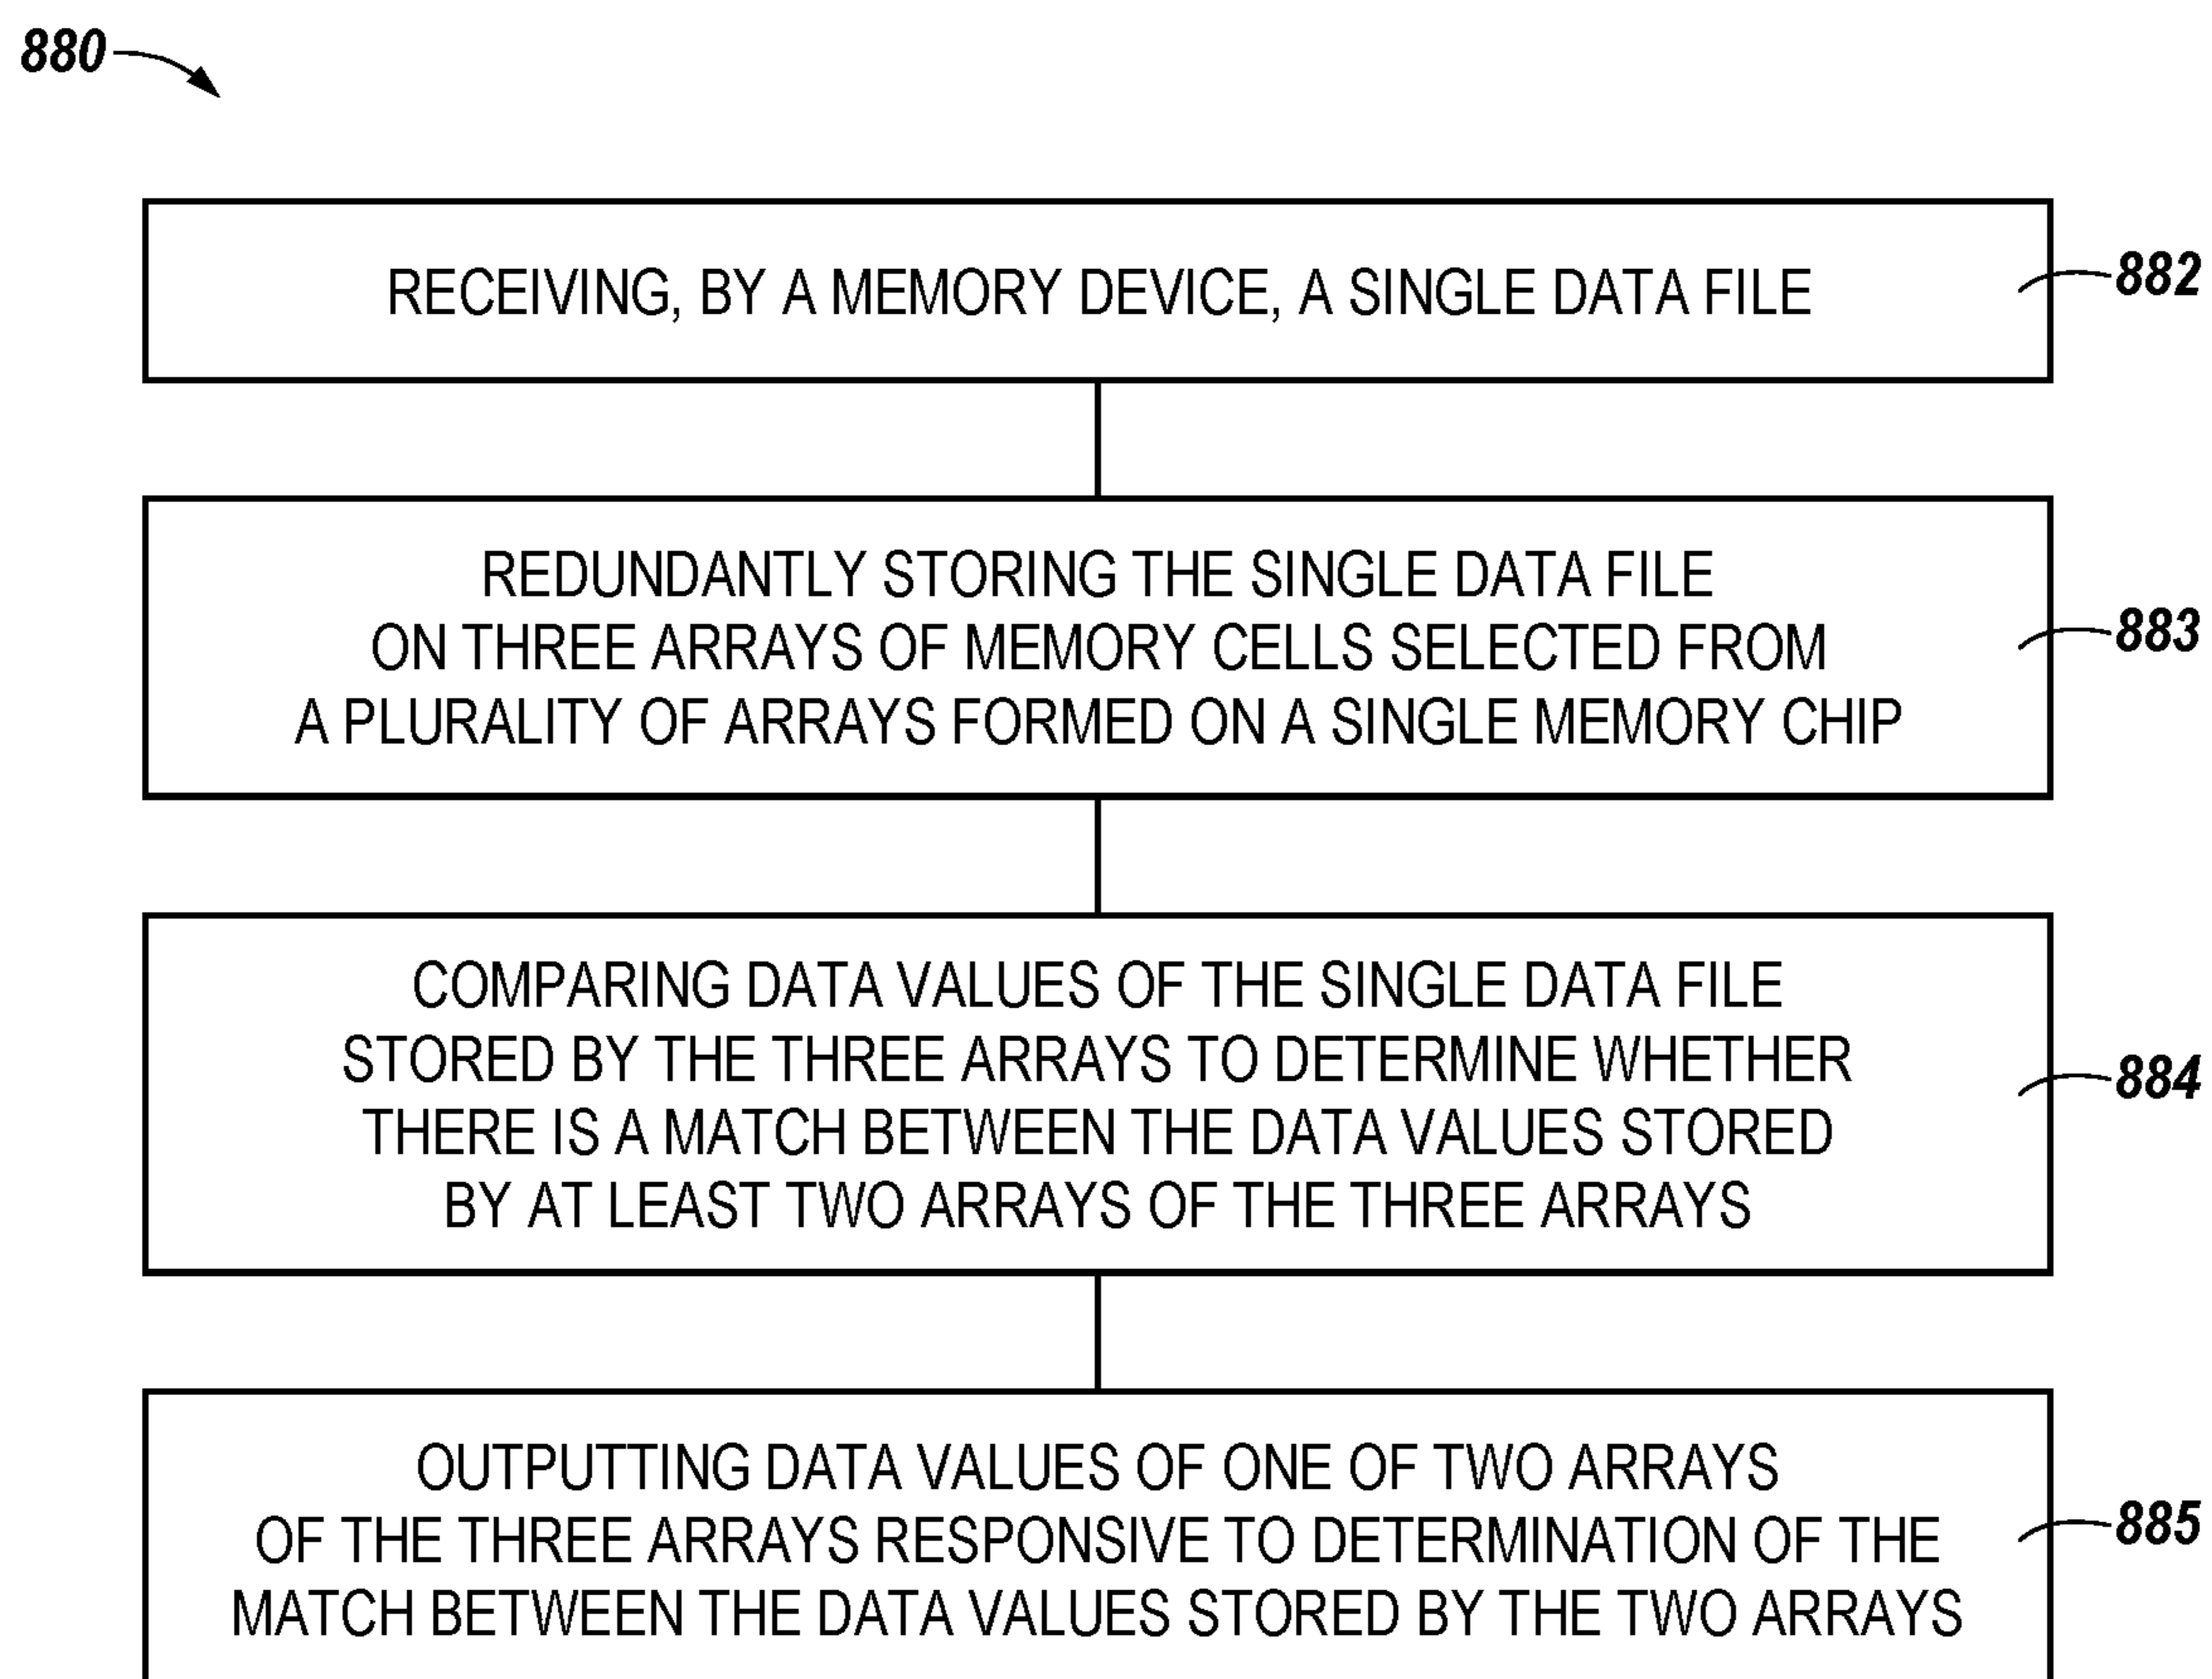 880
RECEIVING, BY A MEMORY DEVICE, A SINGLE DATA FILE
882
REDUNDANTLY STORING THE SINGLE DATA FILE
ON THREE ARRAYS OF MEMORY CELLS SELECTED FROM
A PLURALITY OF ARRAYS FORMED ON A SINGLE MEMORY CHIP
883
COMPARING DATA VALUES OF THE SINGLE DATA FILE
STORED BY THE THREE ARRAYS TO DETERMINE WHETHER
THERE IS A MATCH BETWEEN THE DATA VALUES STORED
BY AT LEAST TWO ARRAYS OF THE THREE ARRAYS
884
OUTPUTTING DATA VALUES OF ONE OF TWO ARRAYS
OF THE THREE ARRAYS RESPONSIVE TO DETERMINATION OF THE
MATCH BETWEEN THE DATA VALUES STORED BY THE TWO ARRAYS
885